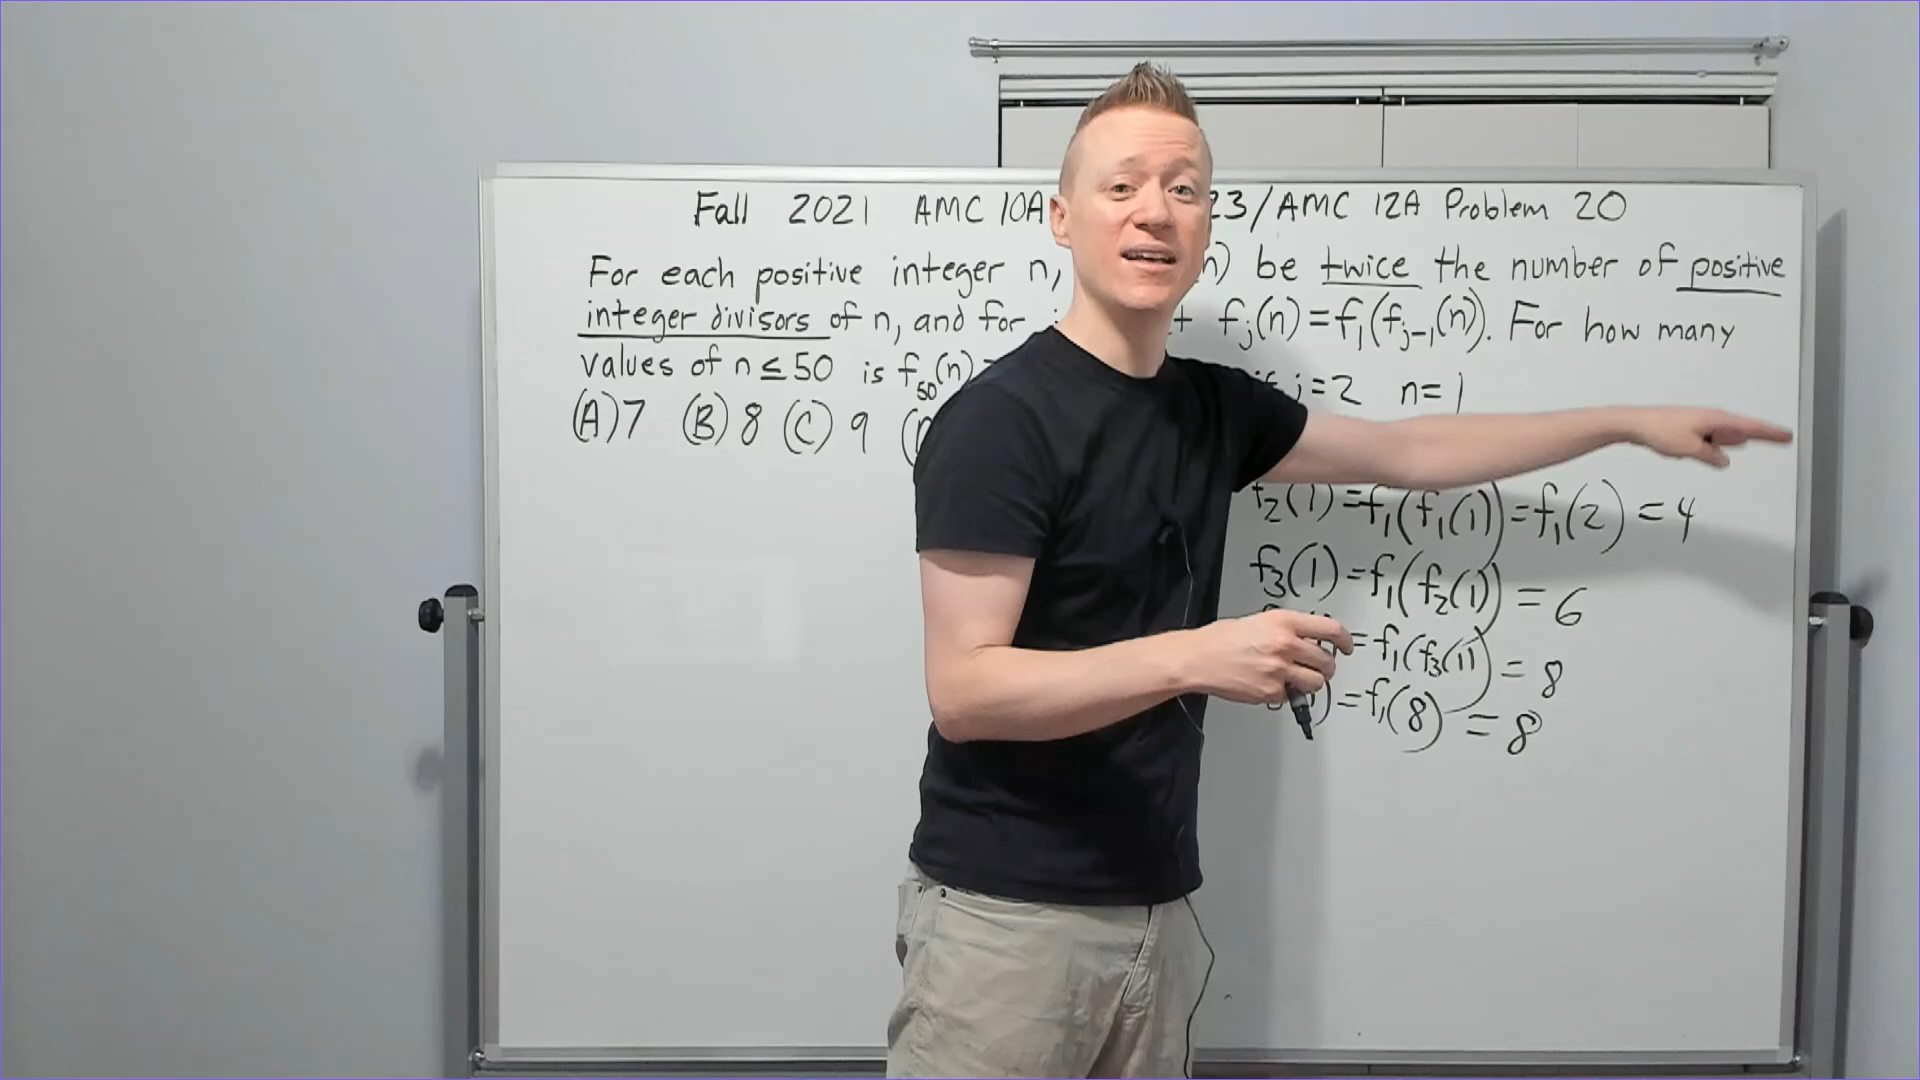 Fall 2021 AMC 10A 23/AMC 12A Problem 20
For each positive integer n, n) be twice the number of positive
integer divisors of n, and for f_j(n)=f_1(f_{j-1}(n)). For how many
values of n ≤ 50 is f_50(n) j=2 n=1
(A) 7 (B) 8 (C) 9
f_2(1)=f_1(f_1(1))=f_1(2)=4
f_3(1)=f_1(f_2(1))=6
=f_1(f_3(1))=8
)=f_1(8)=8